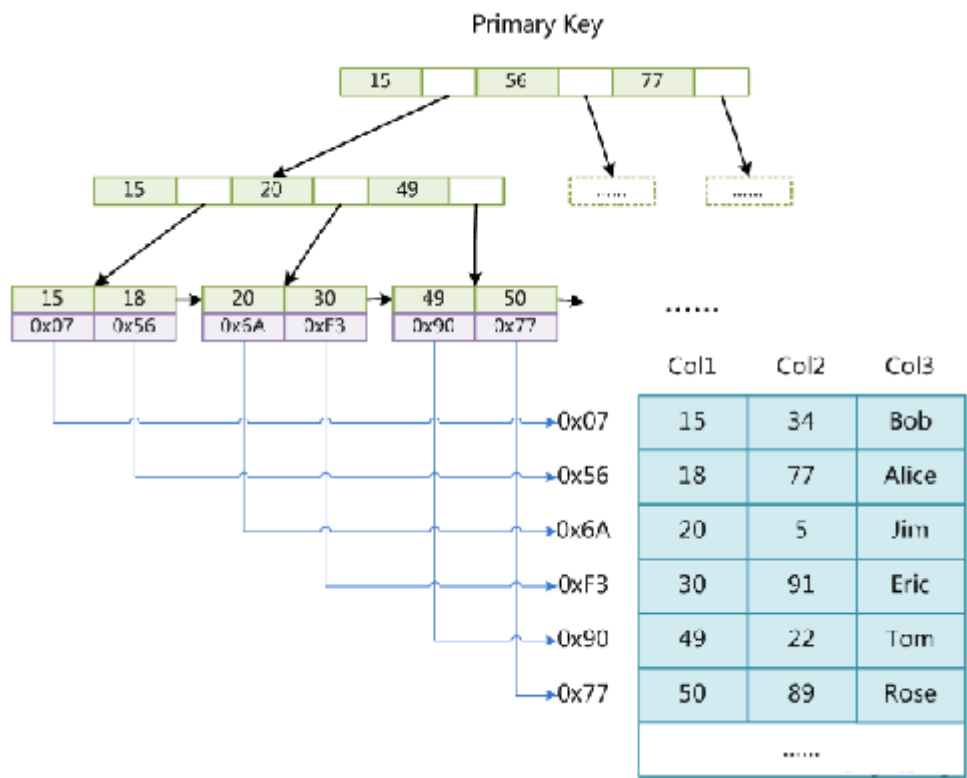 Primary Key
15 56 77
15 20 49
...... ......
15 18 20 30 49 50
0x07 0x56 0x6A 0xF3 0x90 0x77
......
Col1 Col2 Col3
0x07 15 34 Bob
0x56 18 77 Alice
0x6A 20 5 Jim
0xF3 30 91 Eric
0x90 49 22 Tom
0x77 50 89 Rose
......